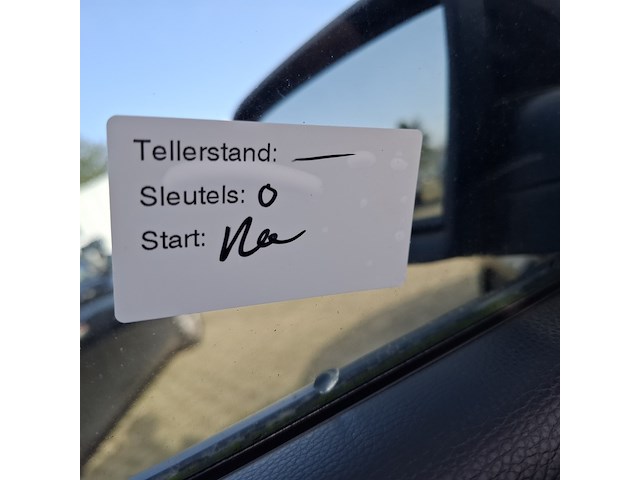 Tellerstand: —
Sleutels: 0
Start: Nee